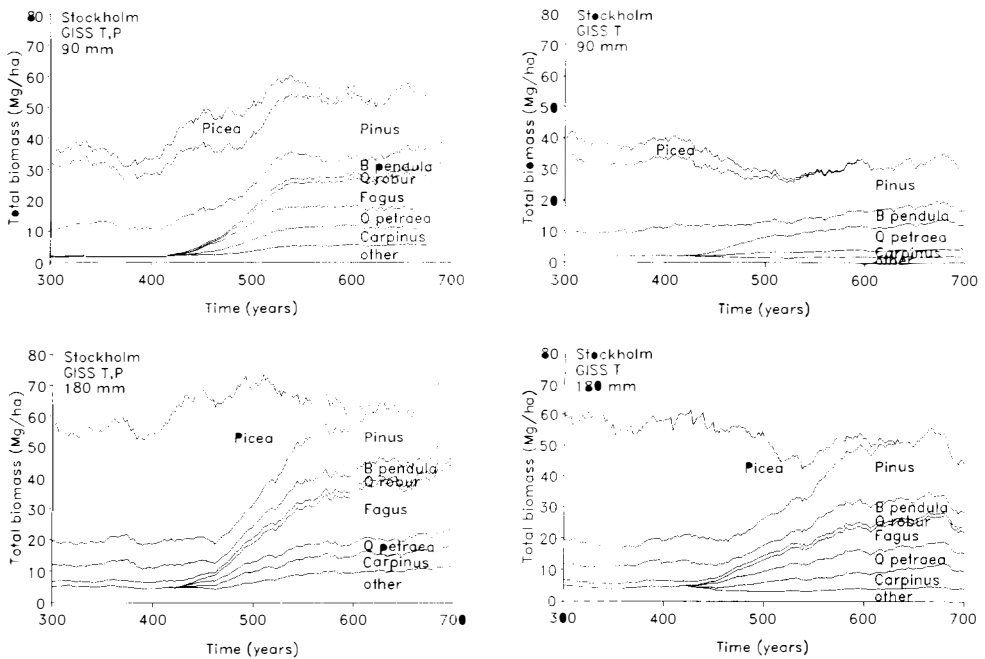 Stockholm
GISS T,P
90 mm
Total biomass (Mg/ha)
80
70
60
50
40
30
20
10
0
Picea
Pinus
B pendula
Q robur
Fagus
Q petraea
Carpinus
other
300 400 500 600 700
Time (years)
Stockholm
GISS T
90 mm
Total biomass (Mg/ha)
80
70
60
50
40
30
20
10
0
Picea
Pinus
B pendula
Q petraea
Carpinus
other
300 400 500 600 700
Time (years)
Stockholm
GISS T,P
180 mm
Total biomass (Mg/ha)
80
70
60
50
40
30
20
10
0
Picea
Pinus
B pendula
Q robur
Fagus
Q petraea
Carpinus
other
300 400 500 600 700
Time (years)
Stockholm
GISS T
180 mm
Total biomass (Mg/ha)
80
70
60
50
40
30
20
10
0
Picea
Pinus
B pendula
Q robur
Fagus
Q petraea
Carpinus
other
300 400 500 600 700
Time (years)